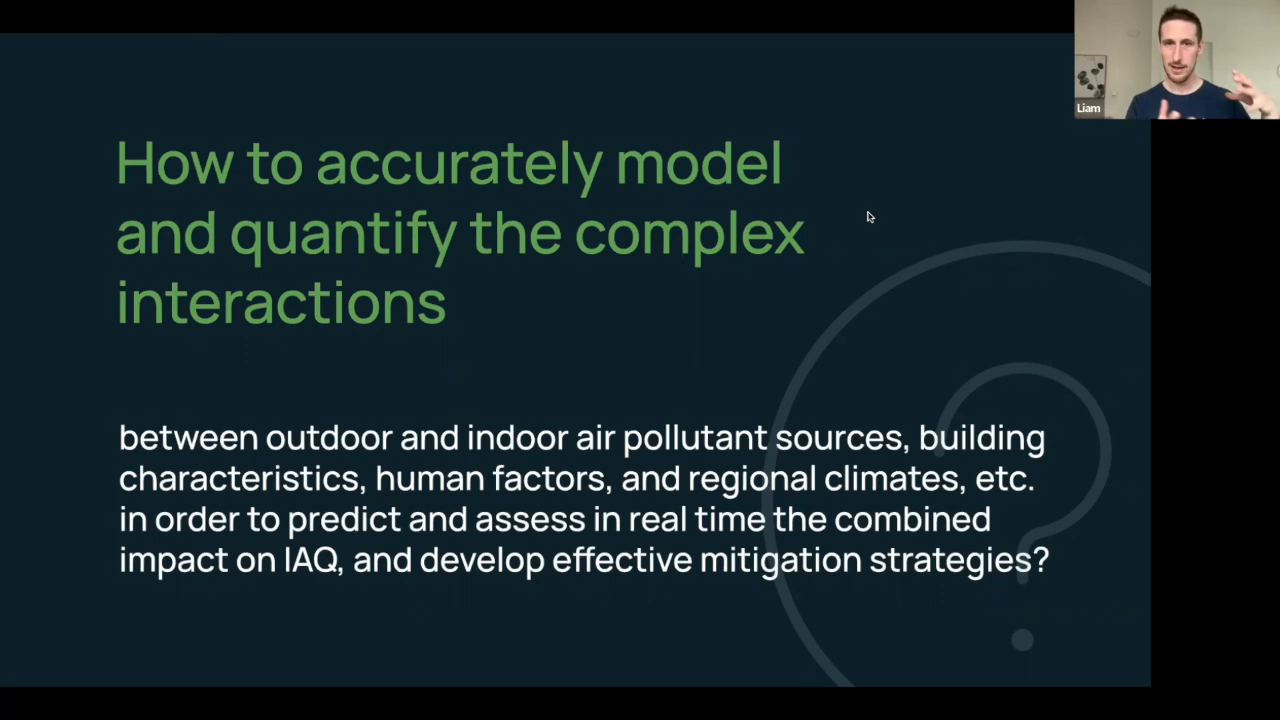 Liam
How to accurately model
and quantify the complex
interactions
between outdoor and indoor air pollutant sources, building
characteristics, human factors, and regional climates, etc.
in order to predict and assess in real time the combined
impact on IAQ, and develop effective mitigation strategies?